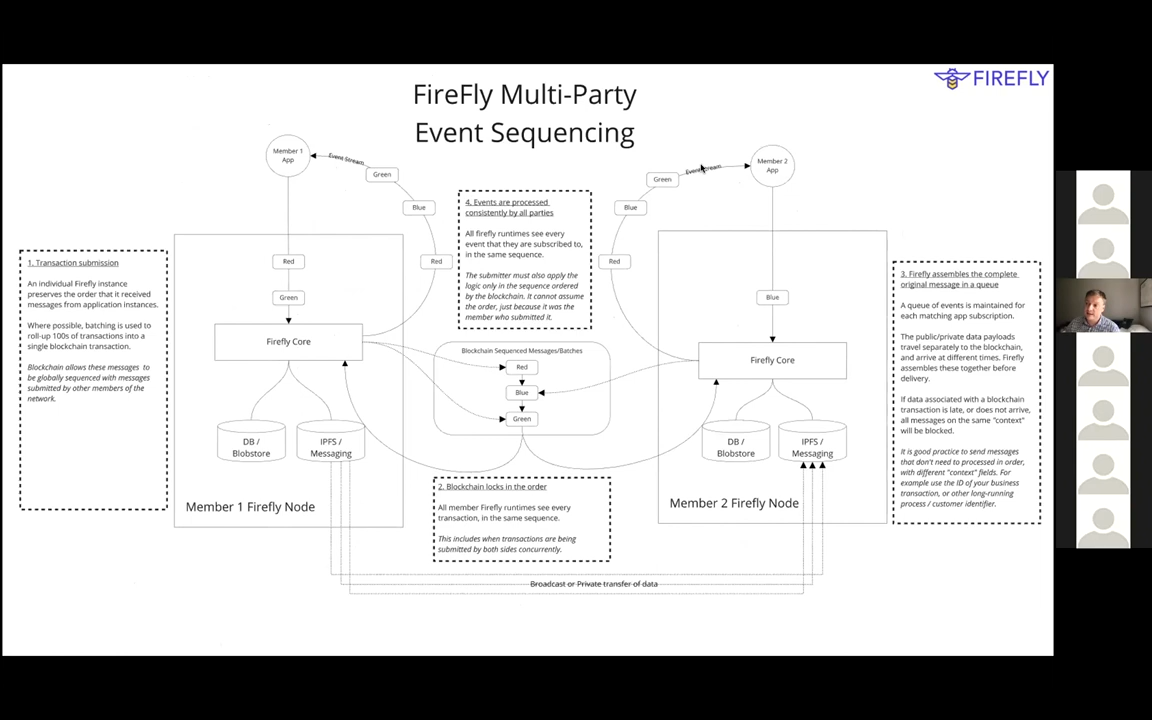 FIREFLY
FireFly Multi-Party
Event Sequencing
Member 1
App
Event Stream
Green
Blue
Red
Red
Green
Firefly Core
DB /
Blobstore
IPFS /
Messaging
Member 1 Firefly Node
1. Transaction submission
An individual Firefly instance
preserves the order that it received
messages from application instances.
Where possible, batching is used to
roll-up 100s of transactions into a
single blockchain transaction.
Blockchain allows these messages to
be globally sequenced with messages
submitted by other members of the
network.
4. Events are processed
consistently by all parties
All firefly runtimes see every
event that they are subscribed to,
in the same sequence.
The submitter must also apply the
logic only in the sequence ordered
by the blockchain. It cannot assume
the order, just because it was the
member who submitted it.
Blockchain Sequenced Messages/Batches
Red
Blue
Green
2. Blockchain locks in the order
All member Firefly runtimes see every
transaction, in the same sequence.
This includes when transactions are being
submitted by both sides concurrently.
Broadcast or Private transfer of data
Member 2
App
Event Stream
Green
Blue
Red
Blue
Firefly Core
DB /
Blobstore
IPFS /
Messaging
Member 2 Firefly Node
3. Firefly assembles the complete
original message in a queue
A queue of events is maintained for
each matching app subscription.
The public/private data payloads
travel separately to the blockchain,
and arrive at different times. Firefly
assembles these together before
delivery.
If data associated with a blockchain
transaction is late, or does not arrive,
all messages on the same "context"
will be blocked.
It is good practice to send messages
that don't need to processed in order,
with different "context" fields. For
example use the ID of your business
transaction, or other long-running
process / customer identifier.